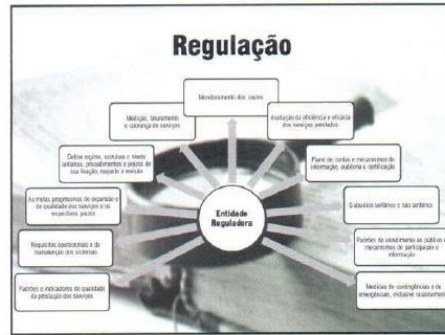 Regulação
Monitoramento dos custos
Medição, faturamento
e cobrança de serviços
Avaliação da eficiência e eficácia
dos serviços prestados
Define regime, estrutura e níveis
tarifários, procedimentos e prazos de
sua fixação, reajuste e revisão
Plano de contas e mecanismos de
informação, auditoria e certificação
As metas progressivas de expansão e
de qualidade dos serviços e os
respectivos prazos
Entidade
Reguladora
Subsídios tarifários e não tarifários
Requisitos operacionais e de
manutenção dos sistemas
Padrões de atendimento ao público e
mecanismos de participação e
informação
Padrões e indicadores de qualidade
da prestação dos serviços
Medidas de contingências e de
emergências, inclusive racionamento